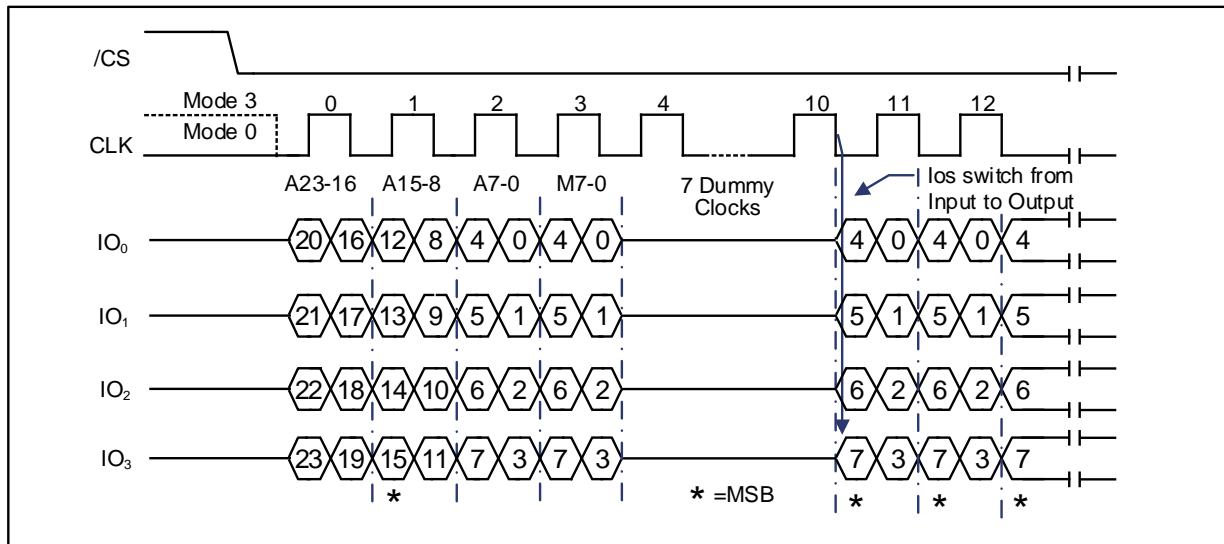 /CS
Mode 3
Mode 0
CLK
0 1 2 3 4 10 11 12
A23-16 A15-8 A7-0 M7-0
7 Dummy
Clocks
Ios switch from
Input to Output
IO0 20 16 12 8 4 0 4 0 4 0 4 0 4
IO1 21 17 13 9 5 1 5 1 5 1 5 1 5
IO2 22 18 14 10 6 2 6 2 6 2 6 2 6
IO3 23 19 15 11 7 3 7 3 7 3 7 3 7
* * =MSB * * *